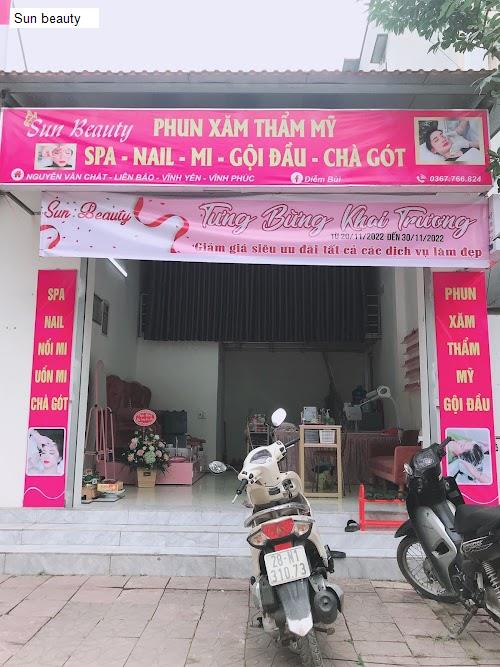 Sun beauty
Sun Beauty
PHUN XĂM THẨM MỸ
SPA - NAIL - MI - GỘI ĐẦU - CHÀ GÓT
NGUYỄN VĂN CHẤT - LIÊN BẢO - VĨNH YÊN - VĨNH PHÚC
Diễm Bùi
0367.766.824
Sun Beauty
Tưng Bừng Khai Trương
TỪ 20/11/2022 ĐẾN 30/11/2022
Giảm giá siêu ưu đãi tất cả các dịch vụ làm đẹp
SPA
NAIL
NỐI MI
UỐN MI
CHÀ GÓT
PHUN
XĂM
THẨM
MỸ
- GỘI ĐẦU
28-N1
310.73